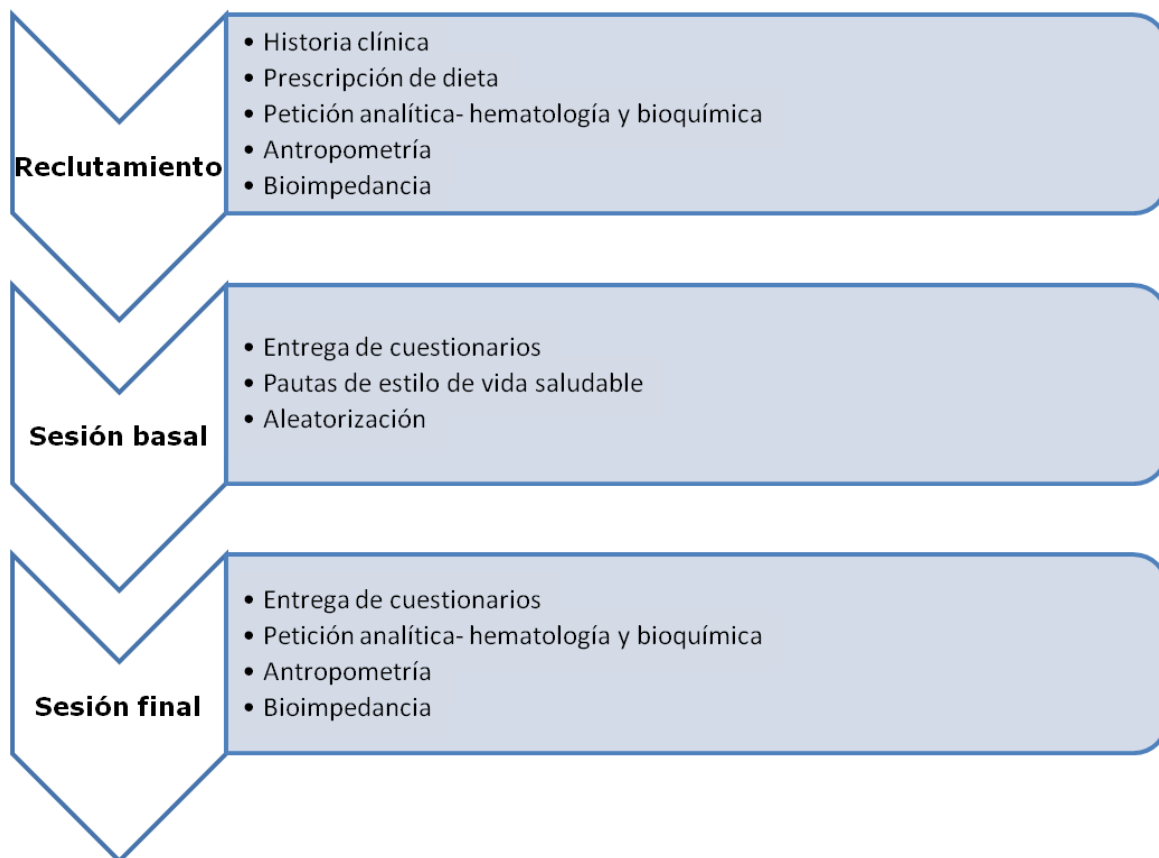 Reclutamiento
• Historia clínica
• Prescripción de dieta
• Petición analítica- hematología y bioquímica
• Antropometría
• Bioimpedancia
Sesión basal
• Entrega de cuestionarios
• Pautas de estilo de vida saludable
• Aleatorización
Sesión final
• Entrega de cuestionarios
• Petición analítica- hematología y bioquímica
• Antropometría
• Bioimpedancia